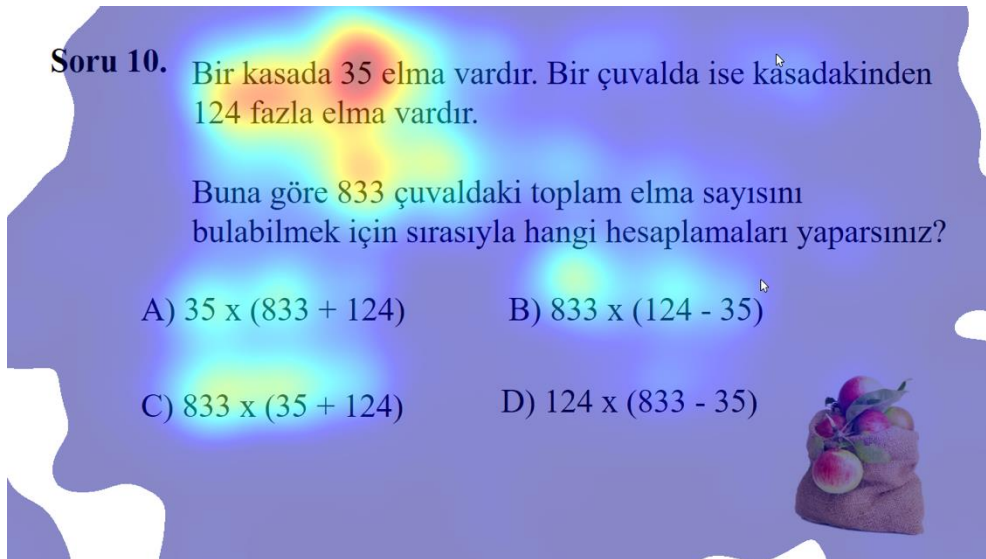 Soru 10.
Bir kasada 35 elma vardır. Bir çuvalda ise kasadakinden
124 fazla elma vardır.
Buna göre 833 çuvaldaki toplam elma sayısını
bulabilmek için sırasıyla hangi hesaplamaları yaparsınız?
A) 35 x (833 + 124)
B) 833 x (124 - 35)
C) 833 x (35 + 124)
D) 124 x (833 - 35)